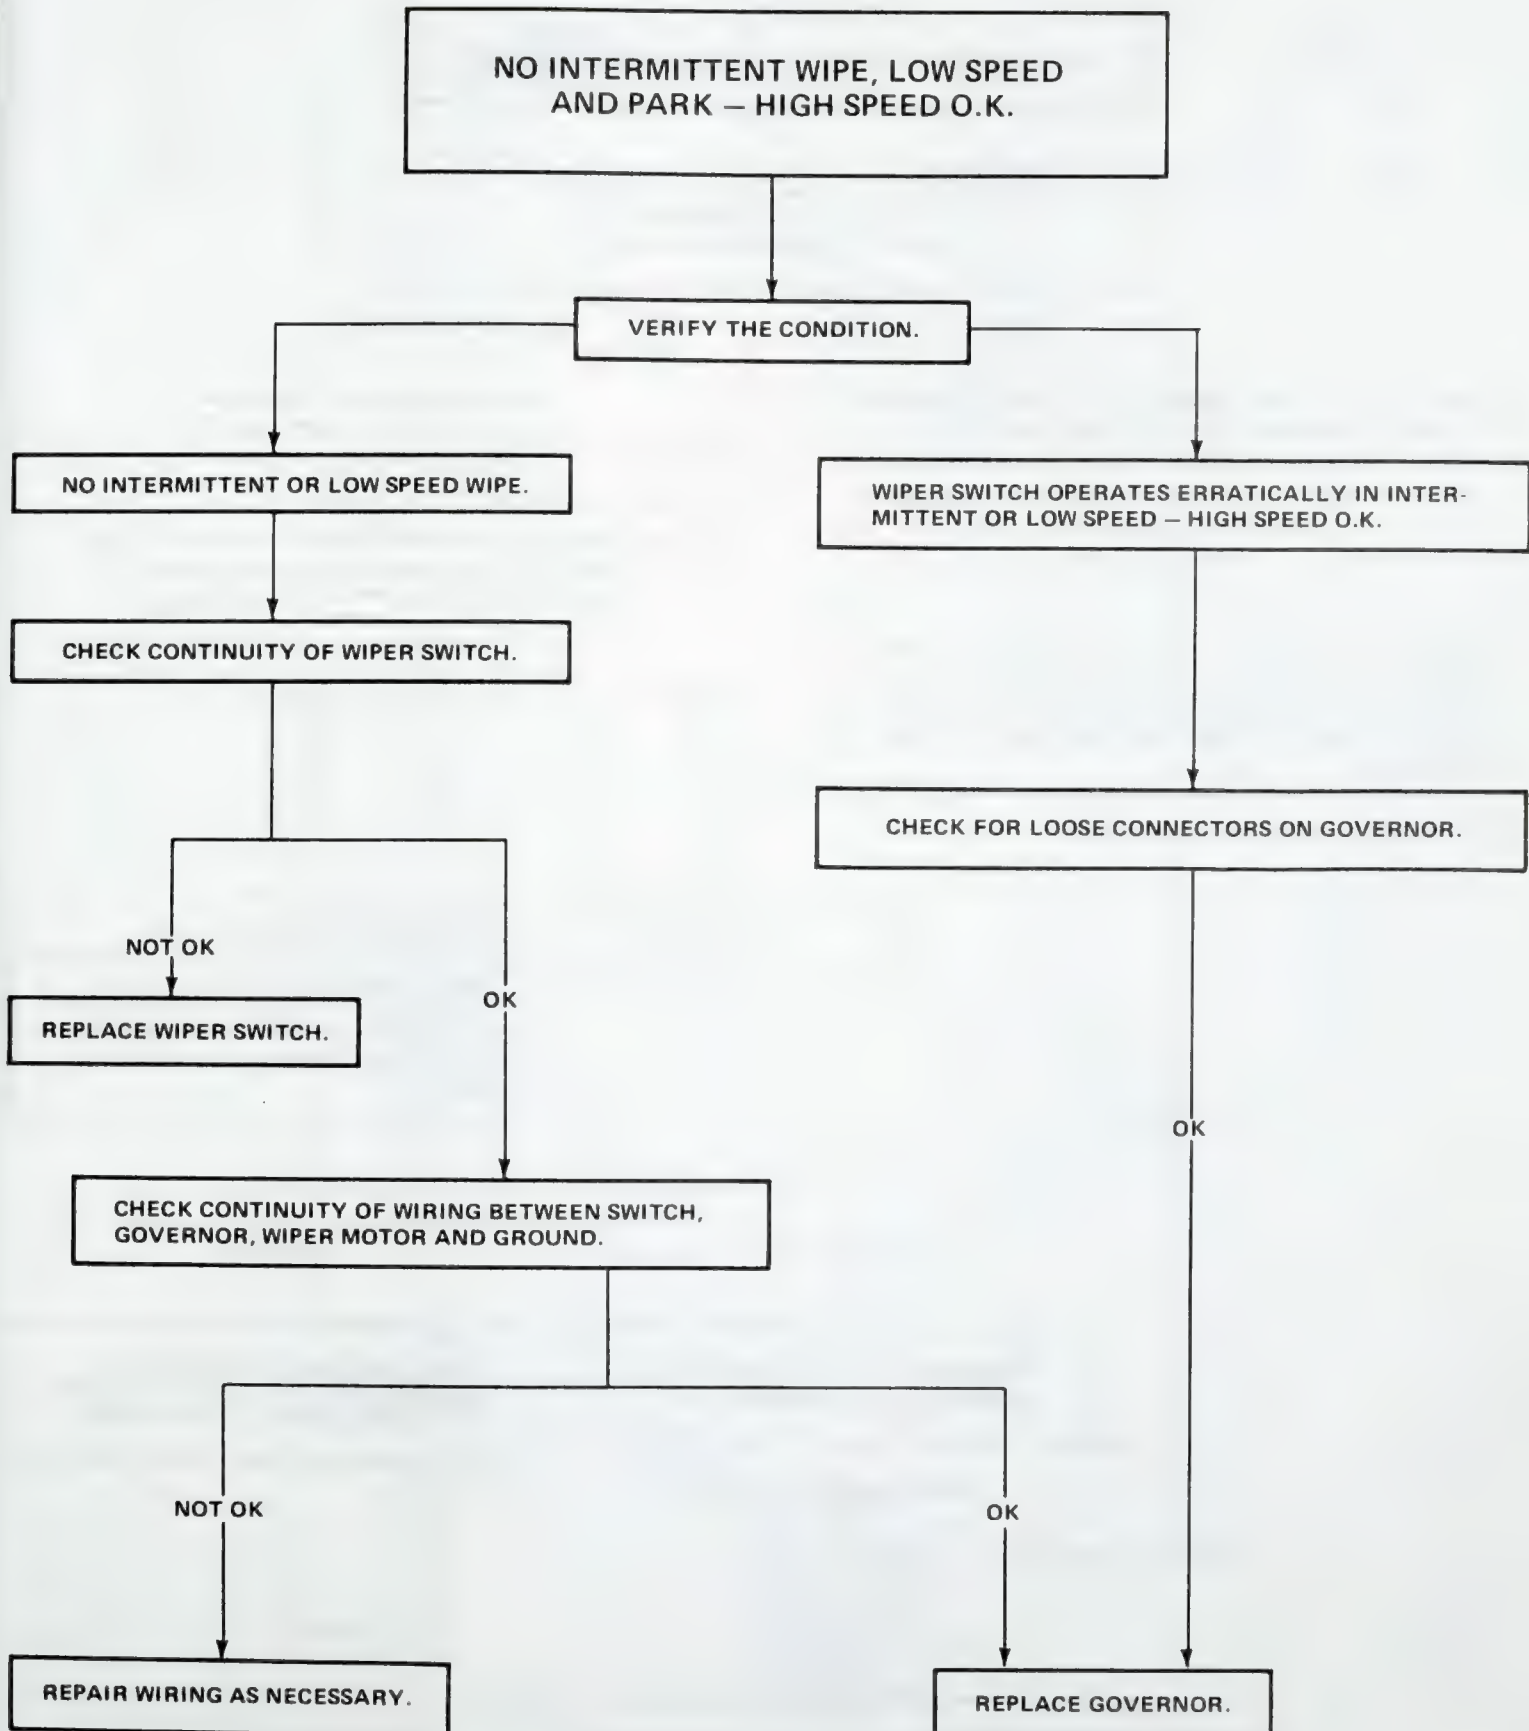 NO INTERMITTENT WIPE, LOW SPEED
AND PARK — HIGH SPEED O.K.
VERIFY THE CONDITION.
NO INTERMITTENT OR LOW SPEED WIPE.
WIPER SWITCH OPERATES ERRATICALLY IN INTER-
MITTENT OR LOW SPEED — HIGH SPEED O.K.
CHECK CONTINUITY OF WIPER SWITCH.
CHECK FOR LOOSE CONNECTORS ON GOVERNOR.
NOT OK
OK
REPLACE WIPER SWITCH.
OK
CHECK CONTINUITY OF WIRING BETWEEN SWITCH,
GOVERNOR, WIPER MOTOR AND GROUND.
NOT OK
OK
REPAIR WIRING AS NECESSARY.
REPLACE GOVERNOR.